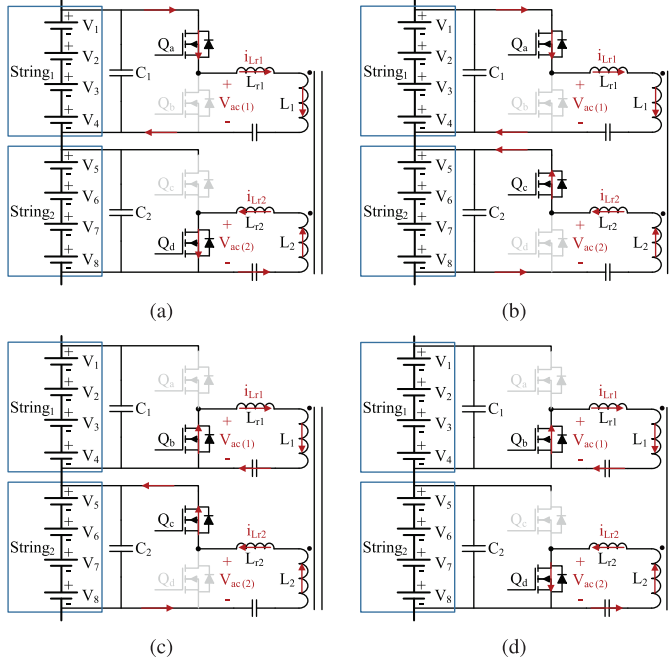 + V1
Qa
iLr1
+ V2
Lr1
String1
C1
+
L1
+ V3
Qb
Vac(1)
-
+ V4
+ V5
Qc
iLr2
+ V6
Lr2
String2
C2
+
L2
+ V7
Qd
Vac(2)
-
+ V8
(a)
+ V1
Qa
iLr1
+ V2
Lr1
String1
C1
+
L1
+ V3
Qb
Vac(1)
-
+ V4
+ V5
Qc
iLr2
+ V6
Lr2
String2
C2
+
L2
+ V7
Qd
Vac(2)
-
+ V8
(b)
+ V1
Qa
iLr1
+ V2
Lr1
String1
C1
+
L1
+ V3
Qb
Vac(1)
-
+ V4
+ V5
Qc
iLr2
+ V6
Lr2
String2
C2
+
L2
+ V7
Qd
Vac(2)
-
+ V8
(c)
+ V1
Qa
iLr1
+ V2
Lr1
String1
C1
+
L1
+ V3
Qb
Vac(1)
-
+ V4
+ V5
Qc
iLr2
+ V6
Lr2
String2
C2
+
L2
+ V7
Qd
Vac(2)
-
+ V8
(d)